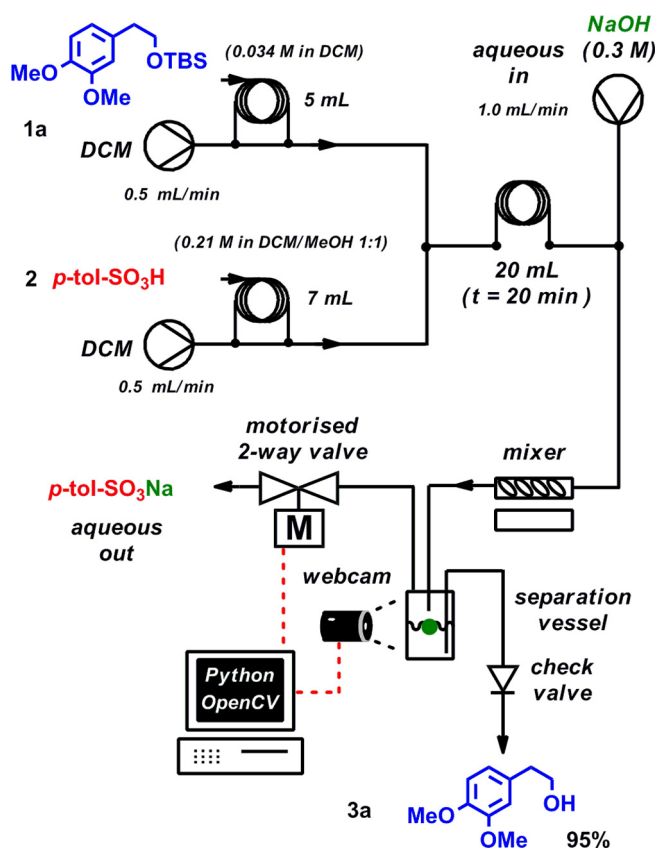 OTBS
MeO
OMe
1a
(0.034 M in DCM)
5 mL
DCM
0.5 mL/min
aqueous
in
NaOH
(0.3 M)
1.0 mL/min
(0.21 M in DCM/MeOH 1:1)
2 p-tol-SO3H
7 mL
DCM
0.5 mL/min
20 mL
(t = 20 min )
motorised
2-way valve
mixer
p-tol-SO3Na
aqueous
out
M
webcam
separation
vessel
Python
OpenCV
check
valve
3a
OH
MeO
OMe
95%